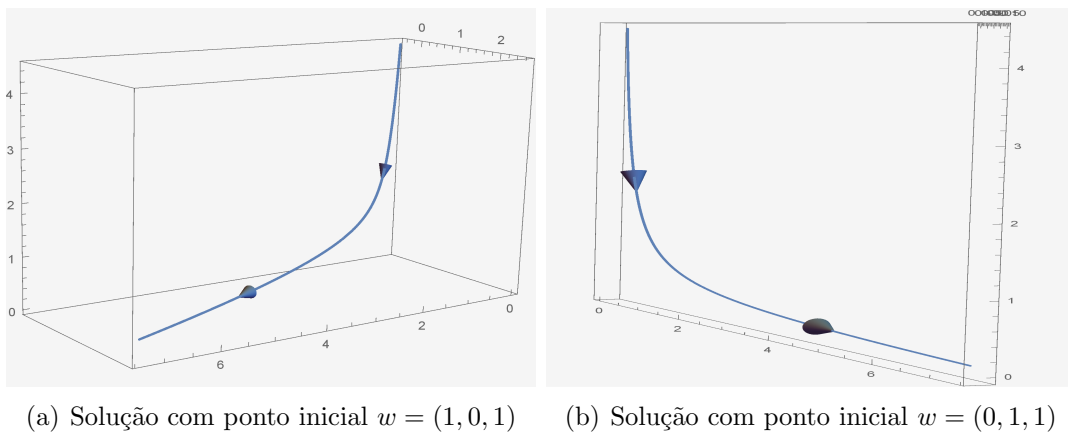 0 1 2
4
3
2
1
0
6 4 2 0
4
3
2
1
0
0 2 4 6
(a) Solução com ponto inicial w = (1, 0, 1)
(b) Solução com ponto inicial w = (0, 1, 1)